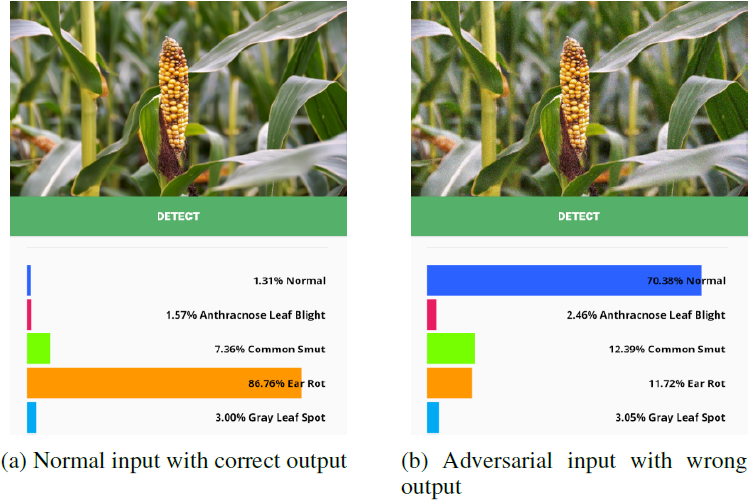 DETECT
1.31% Normal
1.57% Anthracnose Leaf Blight
7.36% Common Smut
86.76% Ear Rot
3.00% Gray Leaf Spot
(a) Normal input with correct output
DETECT
70.38% Normal
2.46% Anthracnose Leaf Blight
12.39% Common Smut
11.72% Ear Rot
3.05% Gray Leaf Spot
(b) Adversarial input with wrong
output